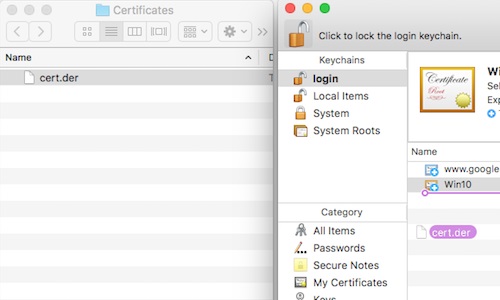 Certificates
Name
D
cert.der
T
Click to lock the login keychain.
Keychains
login
Local Items
System
System Roots
Certificate
Root
Wi
Sel
Exp
Name
www.google
Win10
cert.der
Category
All Items
Passwords
Secure Notes
My Certificates
Keys